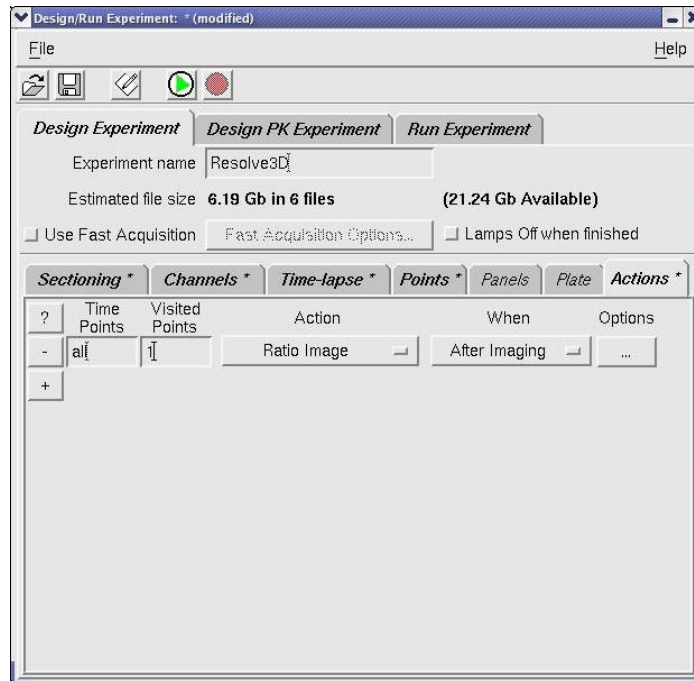 Design/Run Experiment: * (modified)
File Help
Design Experiment Design PK Experiment Run Experiment
Experiment name Resolve3D
Estimated file size 6.19 Gb in 6 files (21.24 Gb Available)
Use Fast Acquisition Fast Acquisition Options... Lamps Off when finished
Sectioning * Channels * Time-lapse * Points * Panels Plate Actions *
? Time Points Visited Points Action When Options
- all 1 Ratio Image After Imaging ...
+